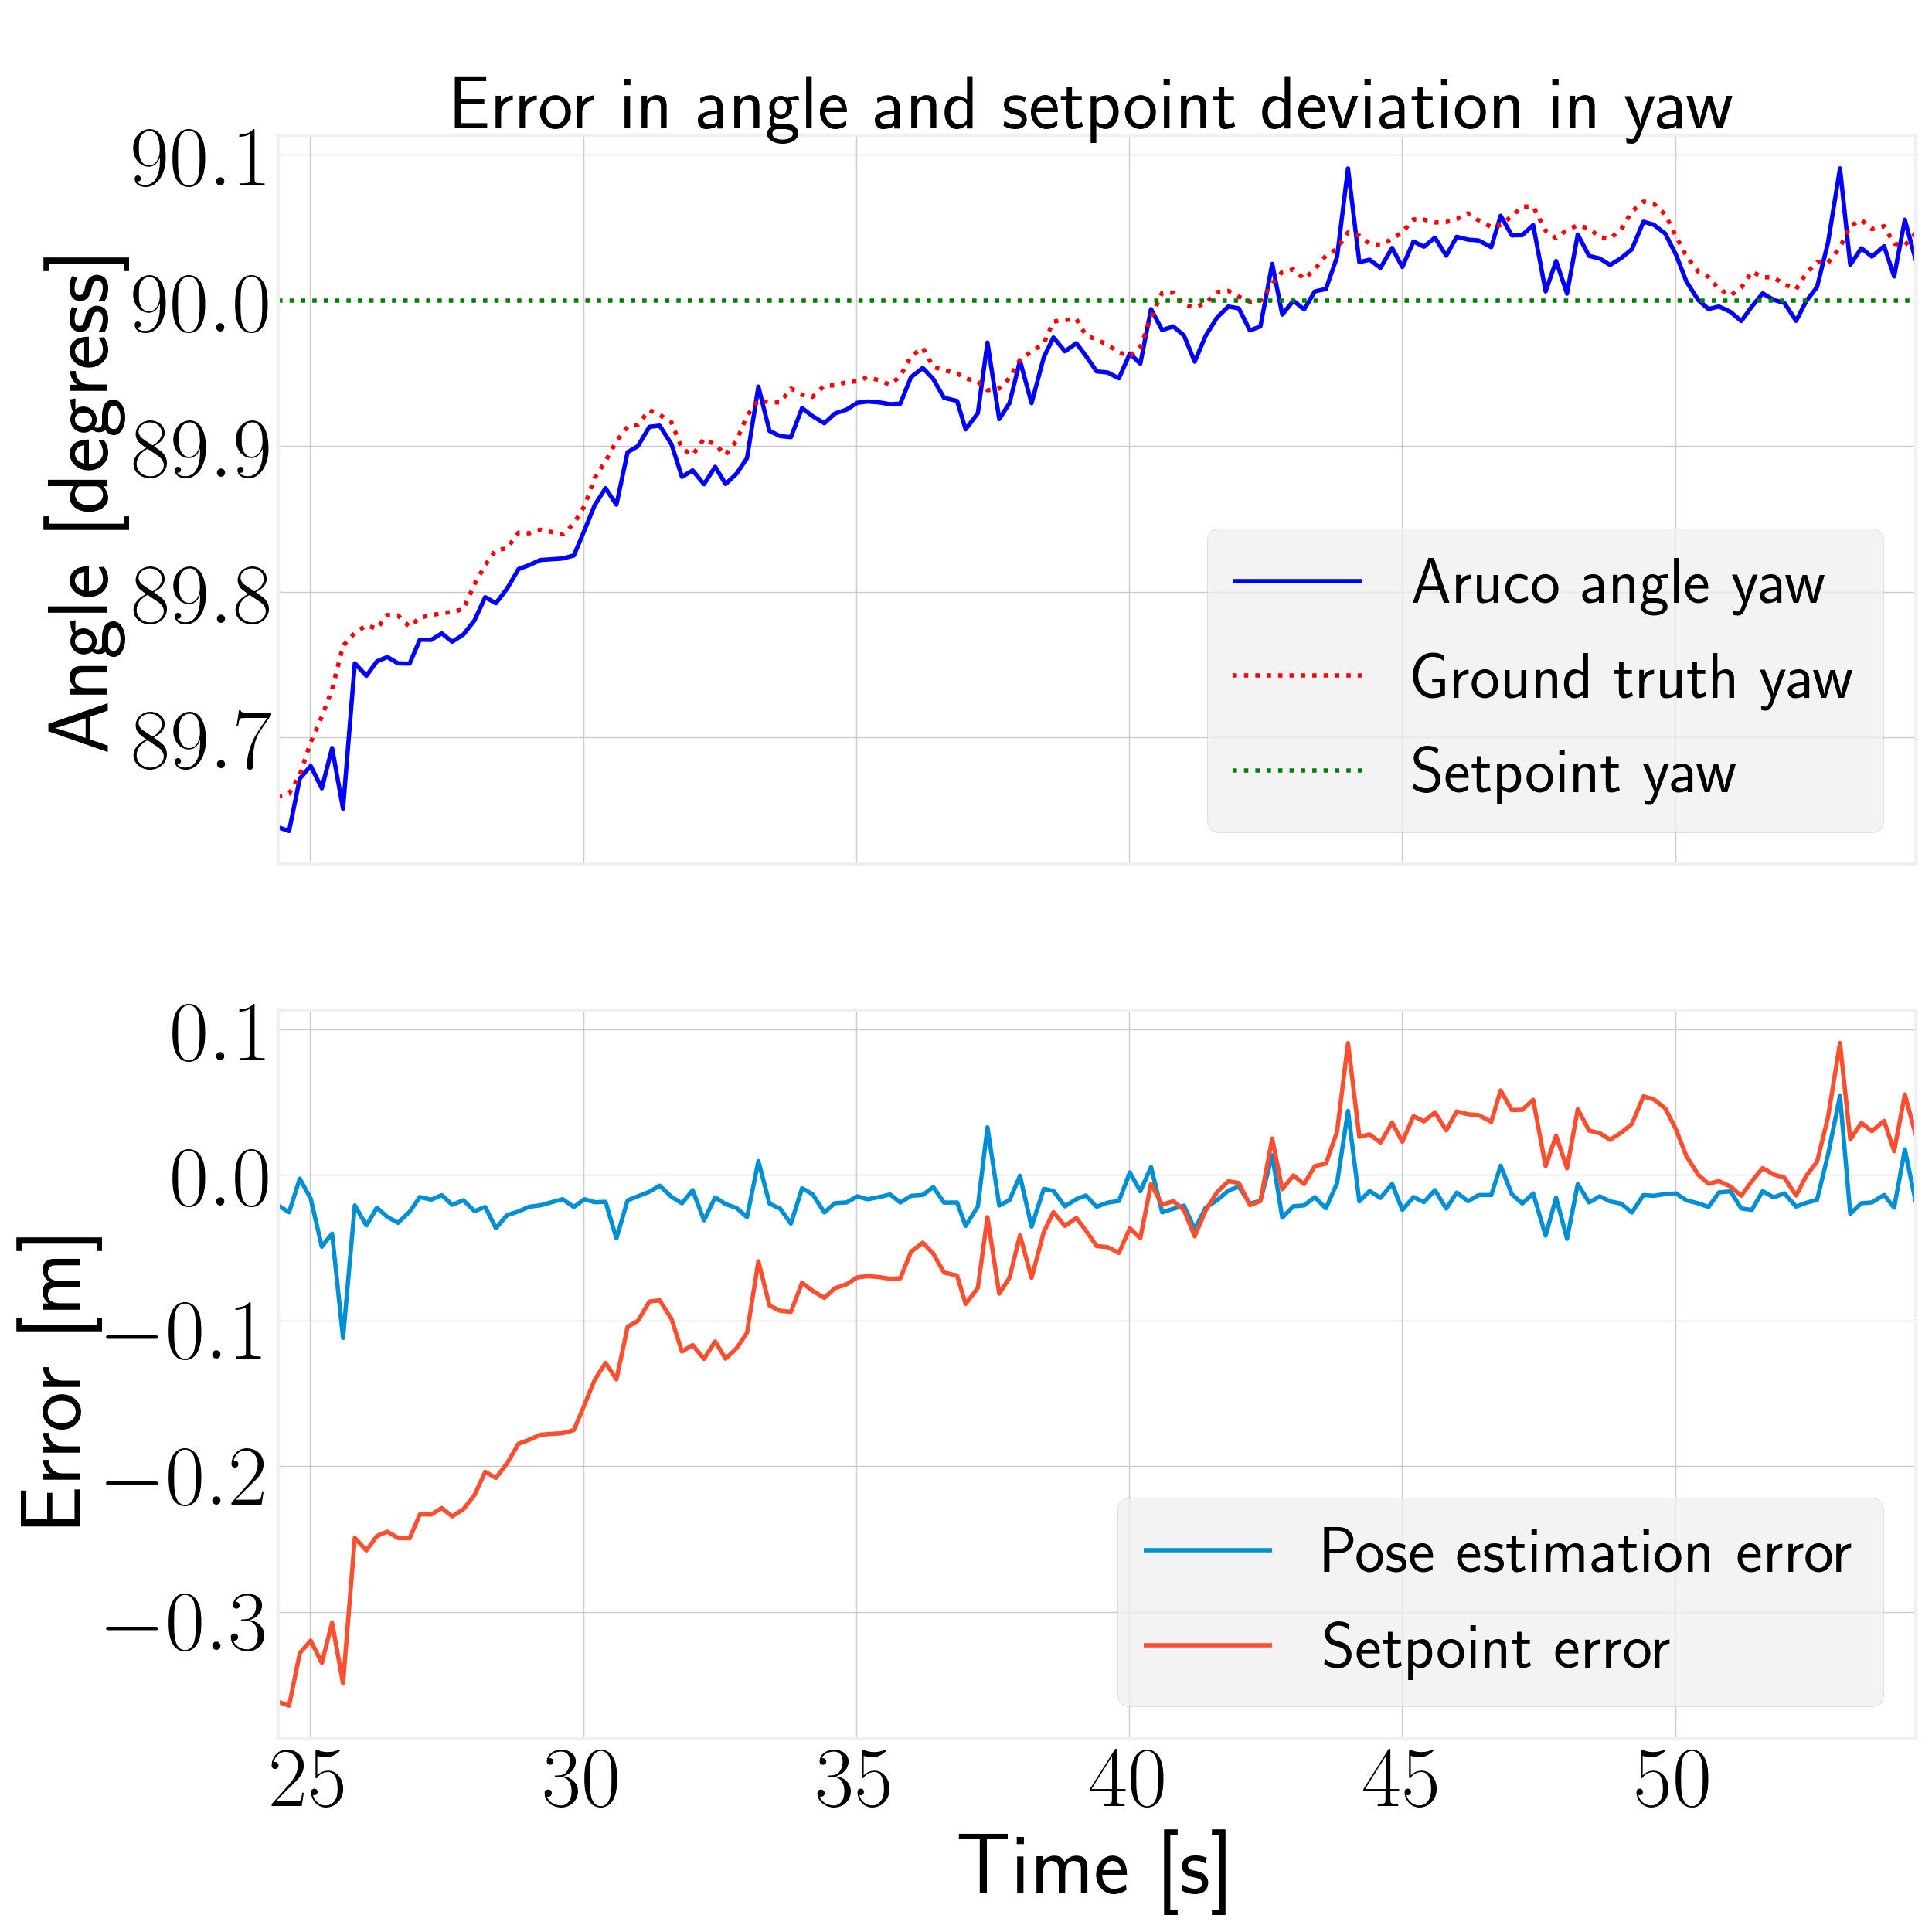 Error in angle and setpoint deviation in yaw
Angle [degress]
90.1
90.0
89.9
89.8
89.7
Aruco angle yaw
Ground truth yaw
Setpoint yaw
Error [m]
0.1
0.0
−0.1
−0.2
−0.3
Pose estimation error
Setpoint error
25 30 35 40 45 50
Time [s]